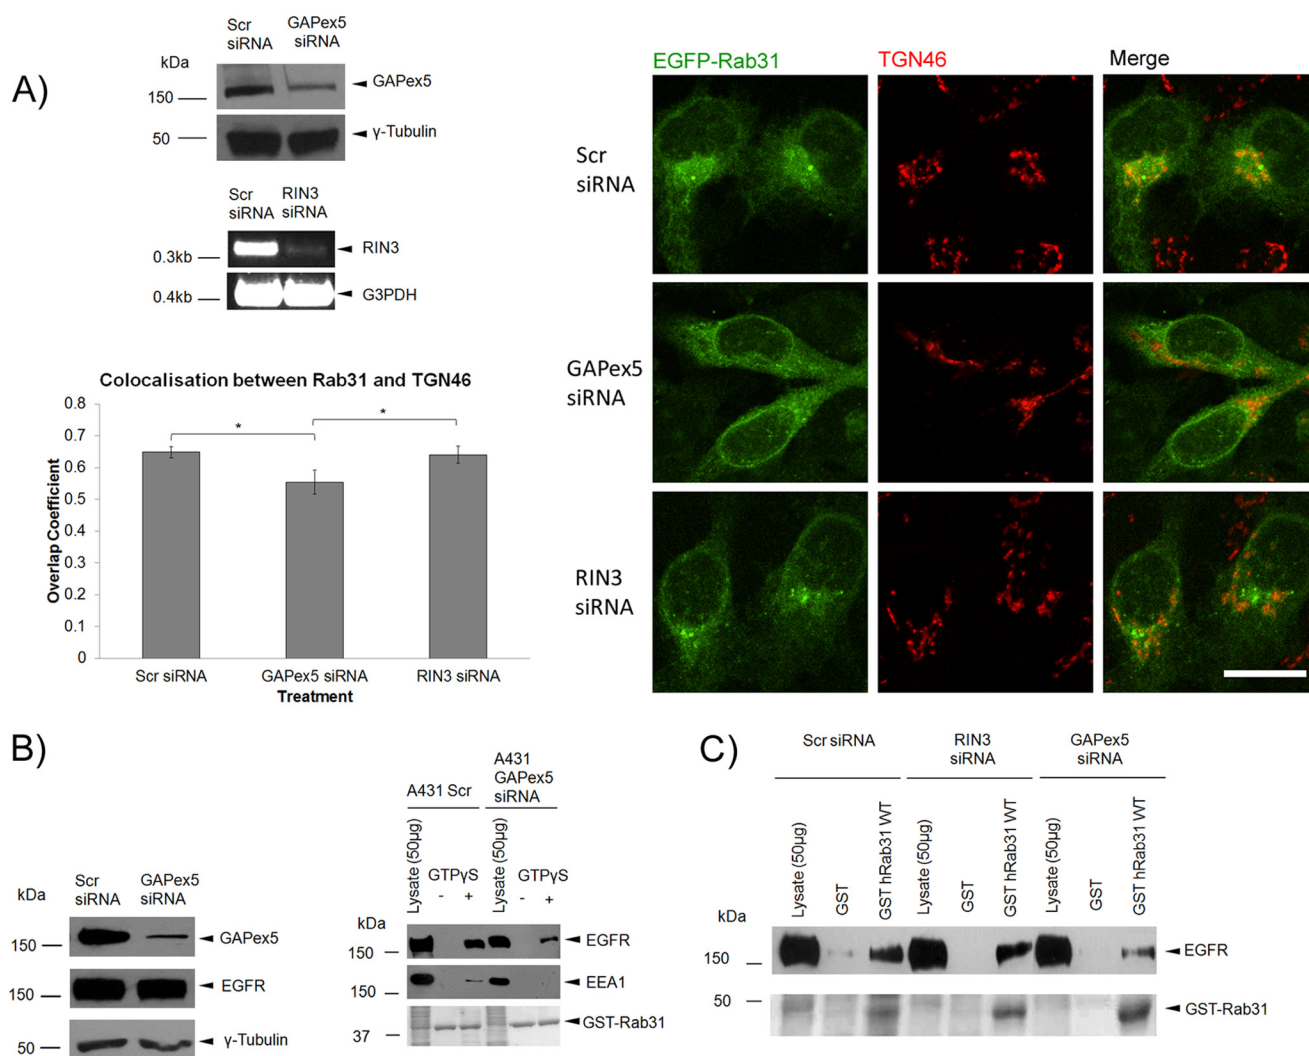 A)
Scr
siRNA
GAPex5
siRNA
kDa
150
GAPex5
50
γ-Tubulin
Scr
siRNA
RIN3
siRNA
0.3kb
RIN3
0.4kb
G3PDH
Colocalisation between Rab31 and TGN46
Overlap Coefficient
0.8
0.7
0.6
0.5
0.4
0.3
0.2
0.1
0
*
*
Scr siRNA
GAPex5 siRNA
RIN3 siRNA
Treatment
EGFP-Rab31
TGN46
Merge
Scr
siRNA
GAPex5
siRNA
RIN3
siRNA
B)
Scr
siRNA
GAPex5
siRNA
kDa
150
GAPex5
150
EGFR
50
γ-Tubulin
A431 Scr
A431
GAPex5
siRNA
Lysate (50µg)
GTPγS
- +
Lysate (50µg)
GTPγS
- +
kDa
150
EGFR
150
EEA1
37
GST-Rab31
C)
Scr siRNA
RIN3
siRNA
GAPex5
siRNA
Lysate (50µg)
GST
GST hRab31 WT
Lysate (50µg)
GST
GST hRab31 WT
Lysate (50µg)
GST
GST hRab31 WT
kDa
150
EGFR
50
GST-Rab31